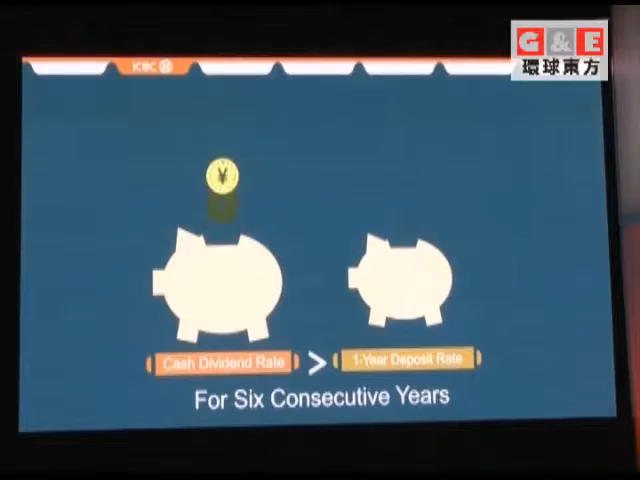 G&E
環球東方
ICBC
¥
Cash Dividend Rate > 1-Year Deposit Rate
For Six Consecutive Years